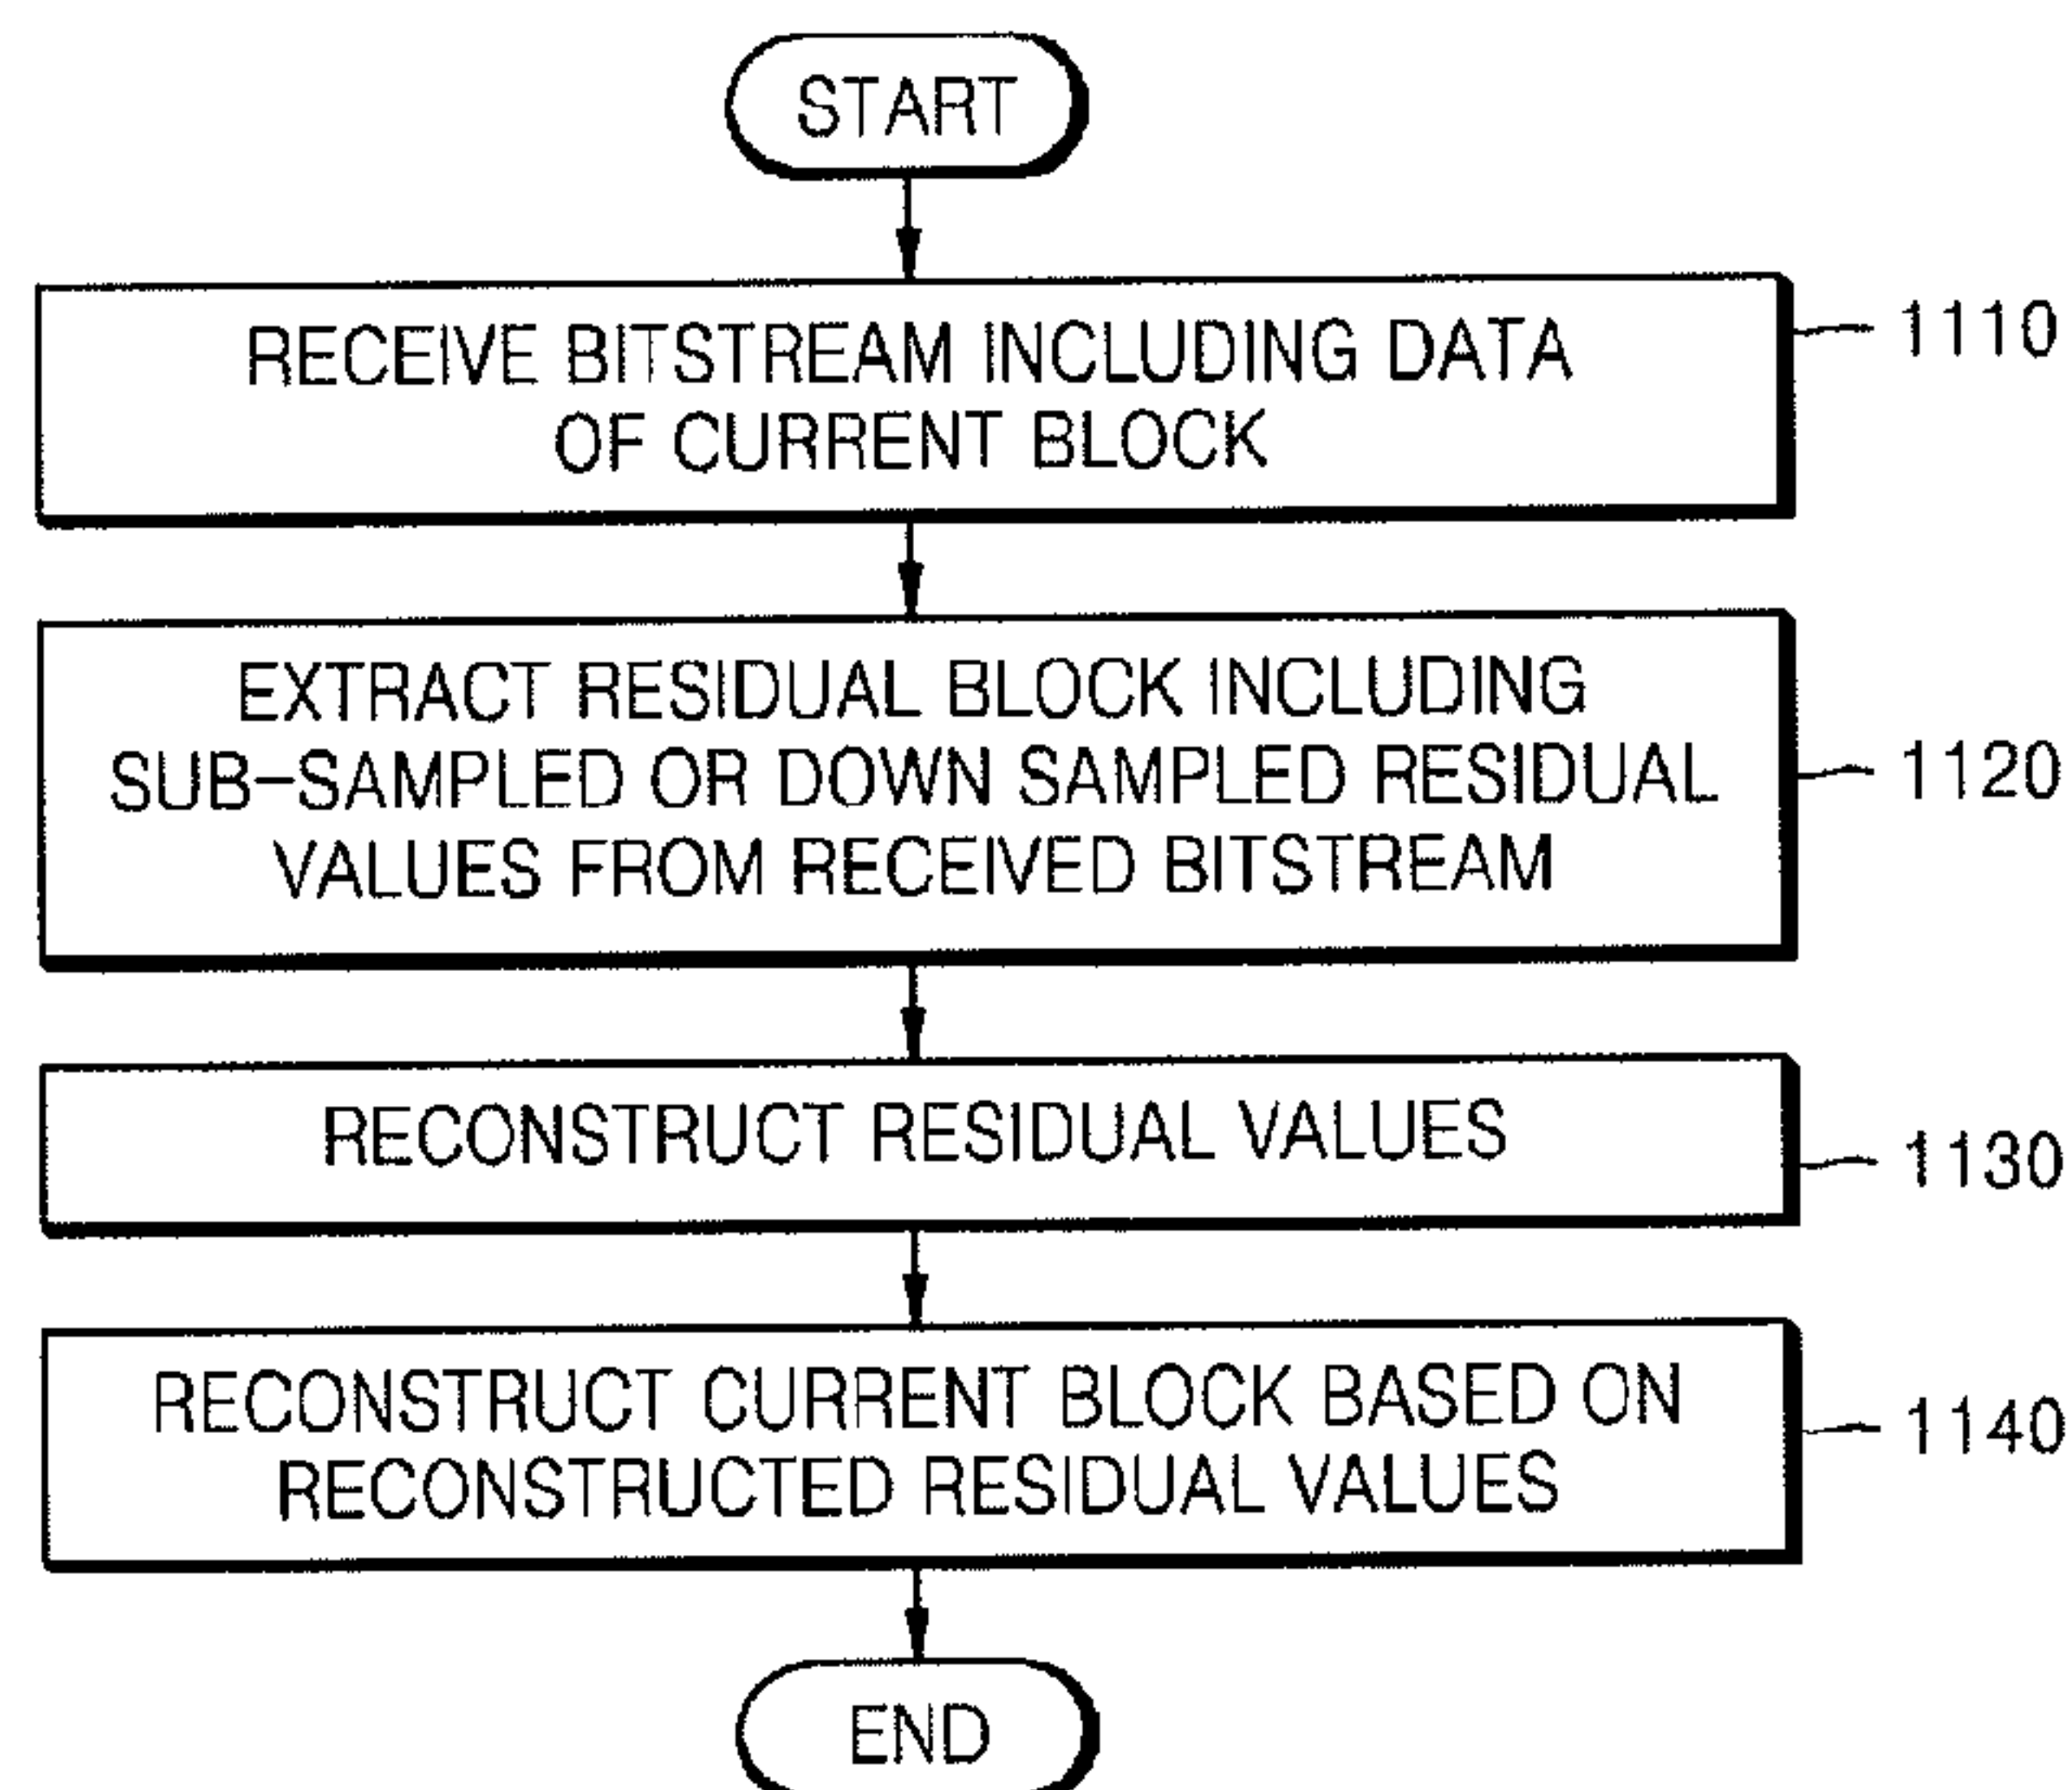 START
RECEIVE BITSTREAM INCLUDING DATA
OF CURRENT BLOCK
1110
EXTRACT RESIDUAL BLOCK INCLUDING
SUB-SAMPLED OR DOWN SAMPLED RESIDUAL
VALUES FROM RECEIVED BITSTREAM
1120
RECONSTRUCT RESIDUAL VALUES
1130
RECONSTRUCT CURRENT BLOCK BASED ON
RECONSTRUCTED RESIDUAL VALUES
1140
END